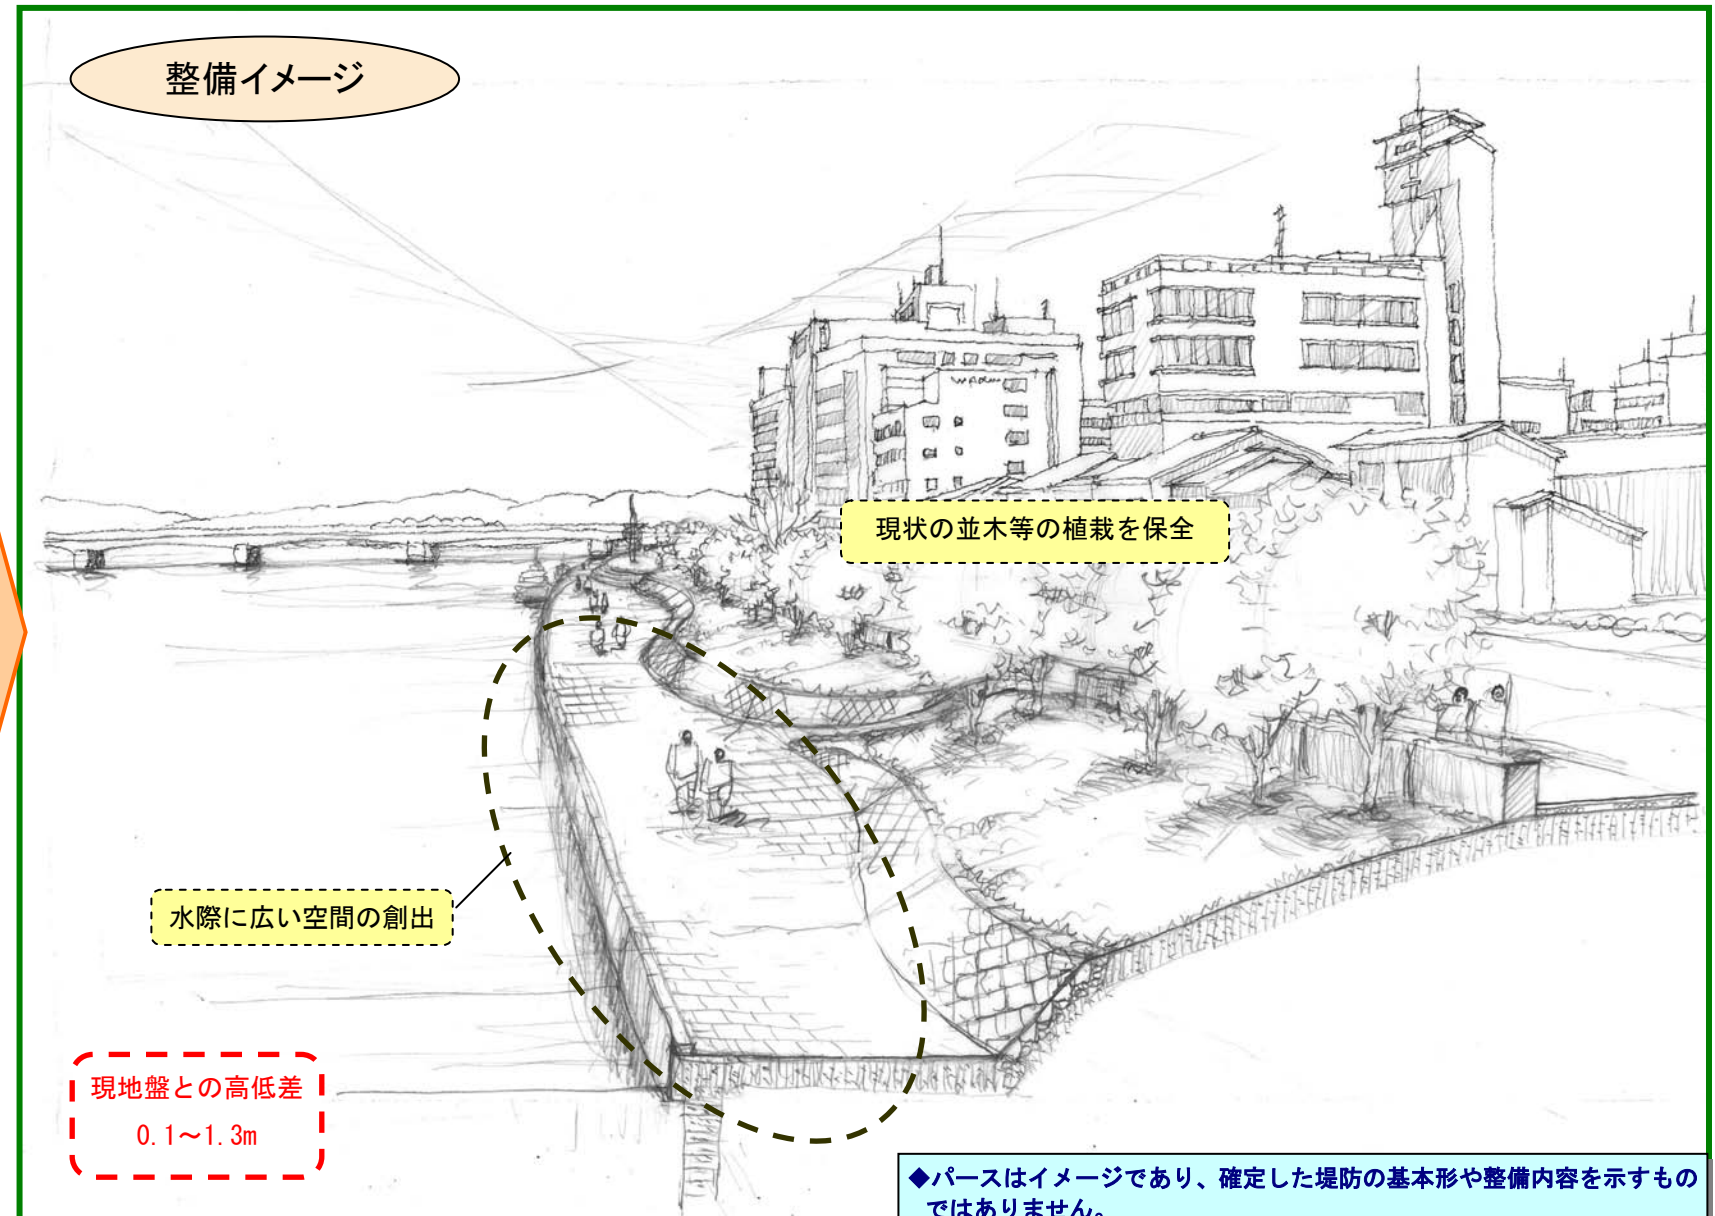 整備イメージ
現状の並木等の植栽を保全
水際に広い空間の創出
現地盤との高低差
0.1～1.3m
◆パースはイメージであり、確定した堤防の基本形や整備内容を示すもの
ではありません。